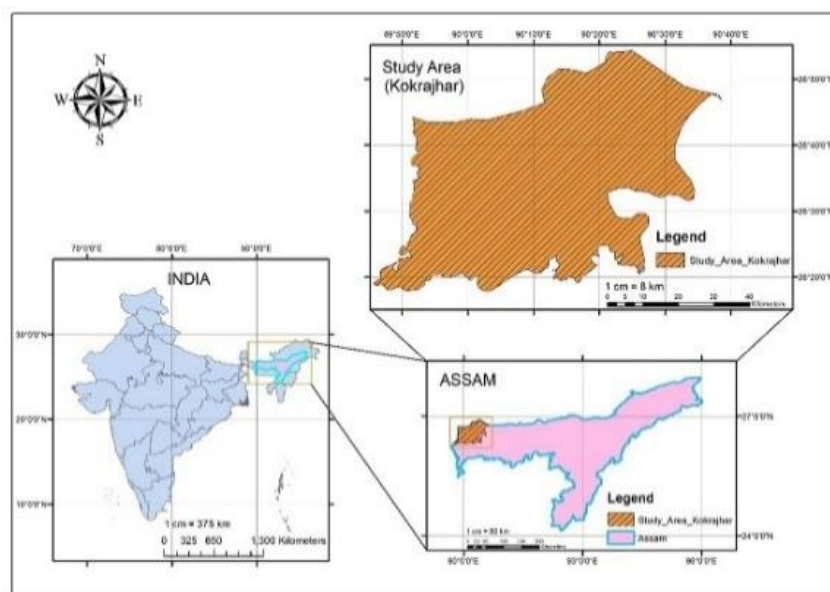 N
W E
S
89°50'0"E 90°0'0"E 90°10'0"E 90°20'0"E 90°30'0"E 90°40'0"E
Study Area
(Kokrajhar)
26°50'0"N
26°40'0"N
26°30'0"N
26°20'0"N
Legend
Study_Area_Kokrajhar
1 cm = 8 km
0 5 10 20 30 40
Kilometers
70°0'0"E 80°0'0"E 90°0'0"E
INDIA
30°0'0"N
20°0'0"N
10°0'0"N
1 cm = 375 km
0 325 650 1,300 Kilometers
ASSAM
27°0'0"N
24°0'0"N
Legend
Study_Area_Kokrajhar
Assam
90°0'0"E 93°0'0"E 96°0'0"E